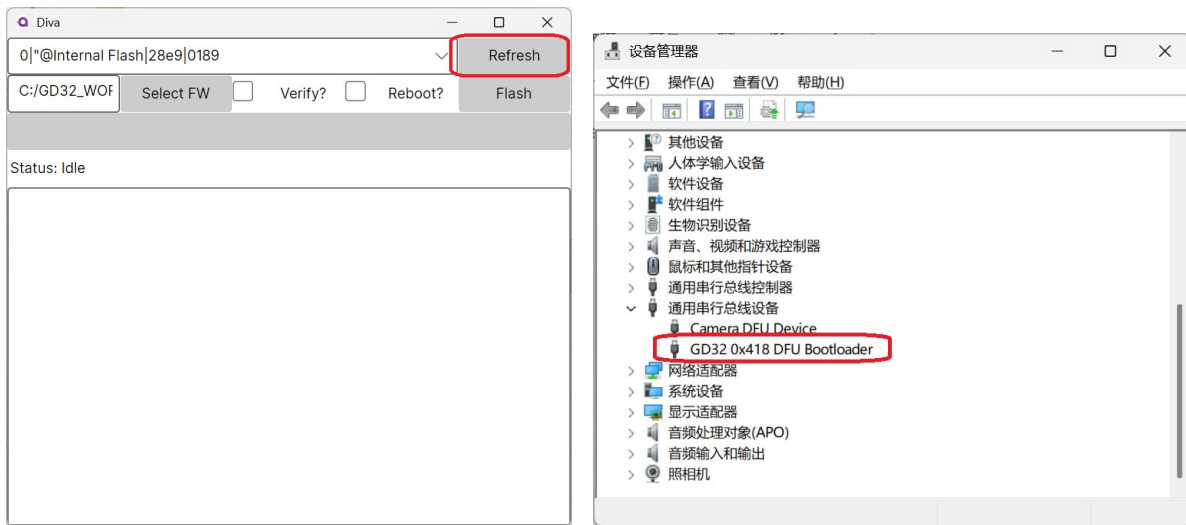 Diva
0|"@Internal Flash|28e9|0189
Refresh
C:/GD32_WOF
Select FW
Verify?
Reboot?
Flash
Status: Idle
设备管理器
文件(F) 操作(A) 查看(V) 帮助(H)
其他设备
人体学输入设备
软件设备
软件组件
生物识别设备
声音、视频和游戏控制器
鼠标和其他指针设备
通用串行总线控制器
通用串行总线设备
Camera DFU Device
GD32 0x418 DFU Bootloader
网络适配器
系统设备
显示适配器
音频处理对象(APO)
音频输入和输出
照相机